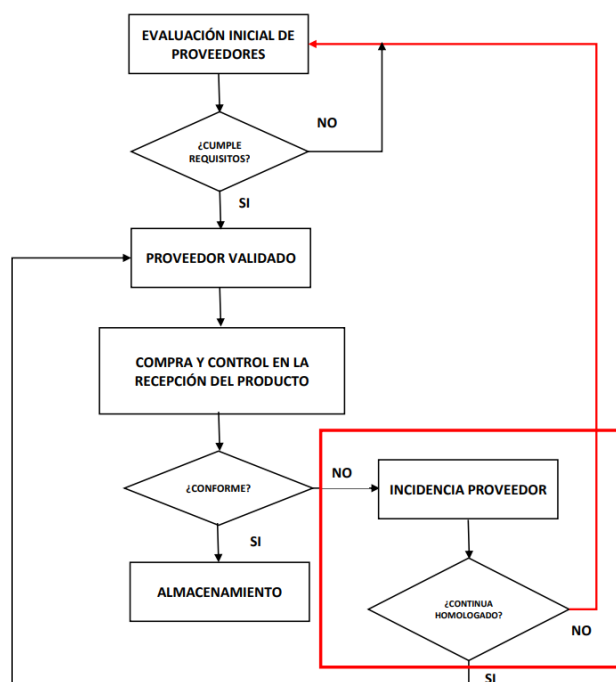 EVALUACIÓN INICIAL DE
PROVEEDORES
NO
¿CUMPLE
REQUISITOS?
SI
PROVEEDOR VALIDADO
COMPRA Y CONTROL EN LA
RECEPCIÓN DEL PRODUCTO
NO
¿CONFORME?
INCIDENCIA PROVEEDOR
SI
ALMACENAMIENTO
¿CONTINUA
HOMOLOGADO?
NO
SI